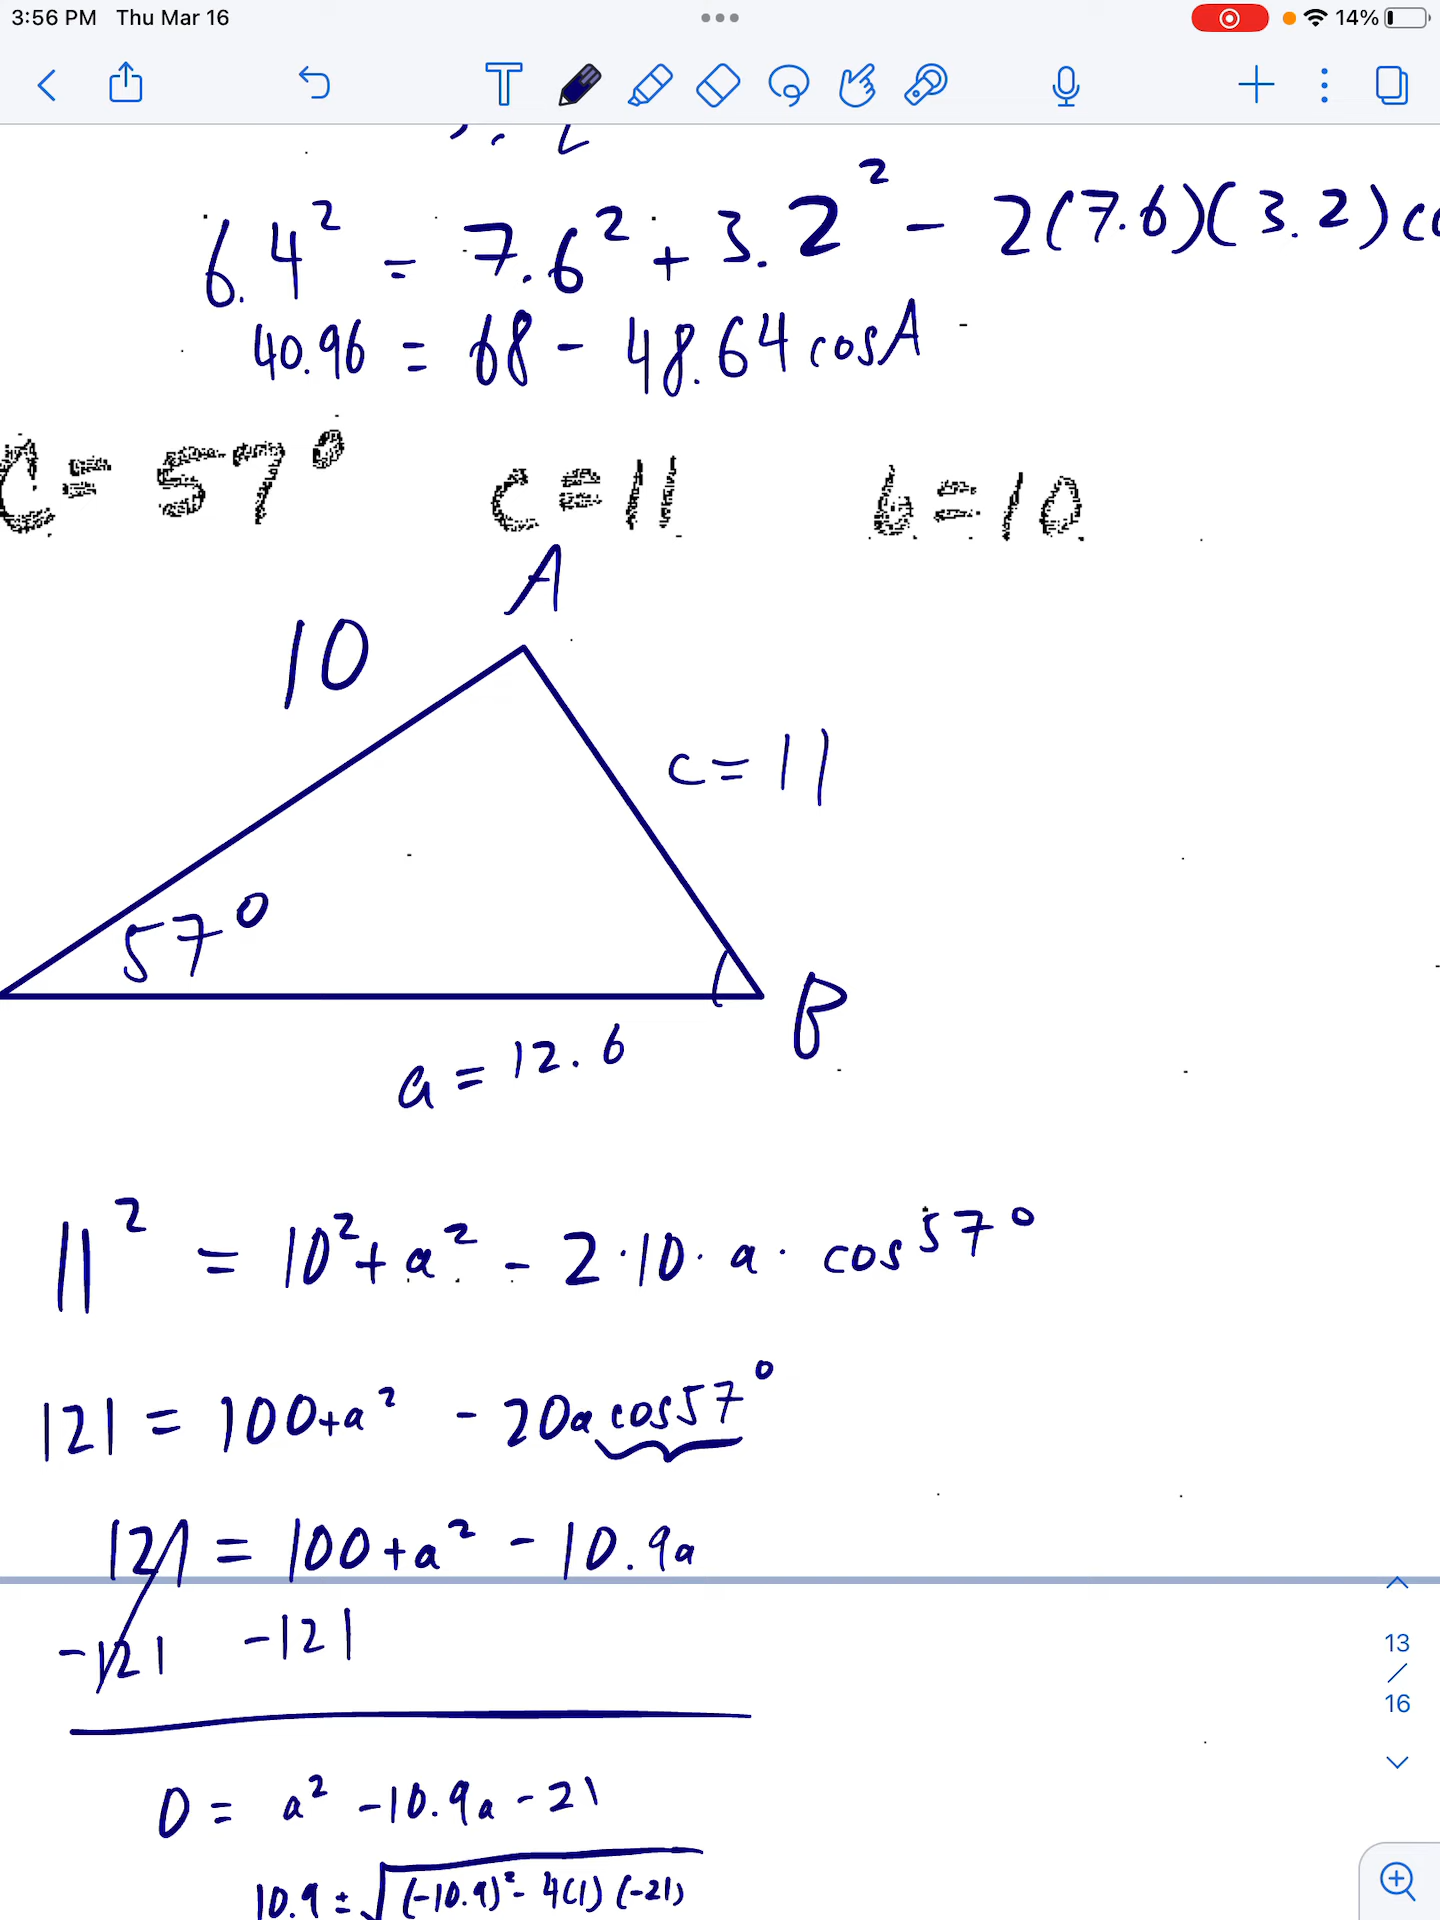 3:56 PM Thu Mar 16 14%
T
6.4² = 7.6² + 3.2² - 2(7.6)(3.2)
40.96 = 68 - 48.64 cosA
C = 57° c = 11 b = 10
A
10
c = 11
57°
B
a = 12.6
11² = 10² + a² - 2·10·a·cos 57°
121 = 100 + a² - 20a cos57°
121 = 100 + a² - 10.9a
-121 -121
13
/
16
0 = a² - 10.9a - 21
10.9 ± √(-10.9)² - 4(1)(-21)